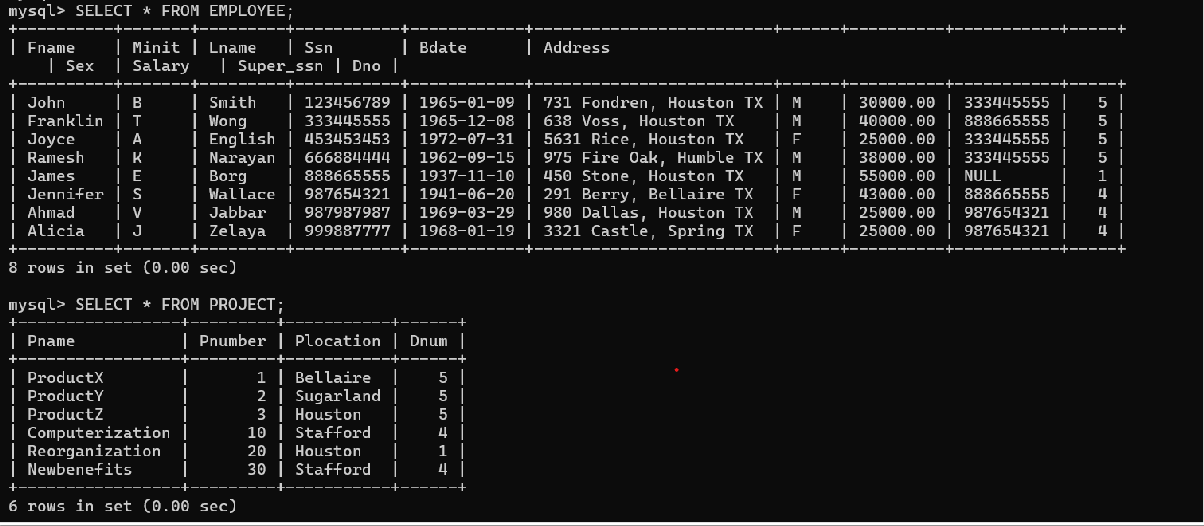 mysql> SELECT * FROM EMPLOYEE;
+----------+-------+---------+-----------+------------+-------------------------+------+----------+-----------+-----+
| Fname    | Minit | Lname   | Ssn       | Bdate      | Address
    | Sex  | Salary   | Super_ssn | Dno |
+----------+-------+---------+-----------+------------+-------------------------+------+----------+-----------+-----+
| John     | B     | Smith   | 123456789 | 1965-01-09 | 731 Fondren, Houston TX | M    | 30000.00 | 333445555 |   5 |
| Franklin | T     | Wong    | 333445555 | 1965-12-08 | 638 Voss, Houston TX    | M    | 40000.00 | 888665555 |   5 |
| Joyce    | A     | English | 453453453 | 1972-07-31 | 5631 Rice, Houston TX   | F    | 25000.00 | 333445555 |   5 |
| Ramesh   | K     | Narayan | 666884444 | 1962-09-15 | 975 Fire Oak, Humble TX | M    | 38000.00 | 333445555 |   5 |
| James    | E     | Borg    | 888665555 | 1937-11-10 | 450 Stone, Houston TX   | M    | 55000.00 | NULL      |   1 |
| Jennifer | S     | Wallace | 987654321 | 1941-06-20 | 291 Berry, Bellaire TX  | F    | 43000.00 | 888665555 |   4 |
| Ahmad    | V     | Jabbar  | 987987987 | 1969-03-29 | 980 Dallas, Houston TX  | M    | 25000.00 | 987654321 |   4 |
| Alicia   | J     | Zelaya  | 999887777 | 1968-01-19 | 3321 Castle, Spring TX  | F    | 25000.00 | 987654321 |   4 |
+----------+-------+---------+-----------+------------+-------------------------+------+----------+-----------+-----+
8 rows in set (0.00 sec)
mysql> SELECT * FROM PROJECT;
+-----------------+---------+-----------+------+
| Pname           | Pnumber | Plocation | Dnum |
+-----------------+---------+-----------+------+
| ProductX        |       1 | Bellaire  |    5 |
| ProductY        |       2 | Sugarland |    5 |
| ProductZ        |       3 | Houston   |    5 |
| Computerization |      10 | Stafford  |    4 |
| Reorganization  |      20 | Houston   |    1 |
| Newbenefits     |      30 | Stafford  |    4 |
+-----------------+---------+-----------+------+
6 rows in set (0.00 sec)